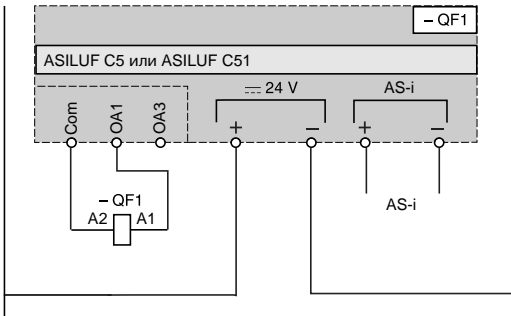 – QF1
ASILUF C5 или ASILUF C51
24 V
AS-i
Com
OA1
OA3
+
–
+
–
– QF1
A2
A1
AS-i